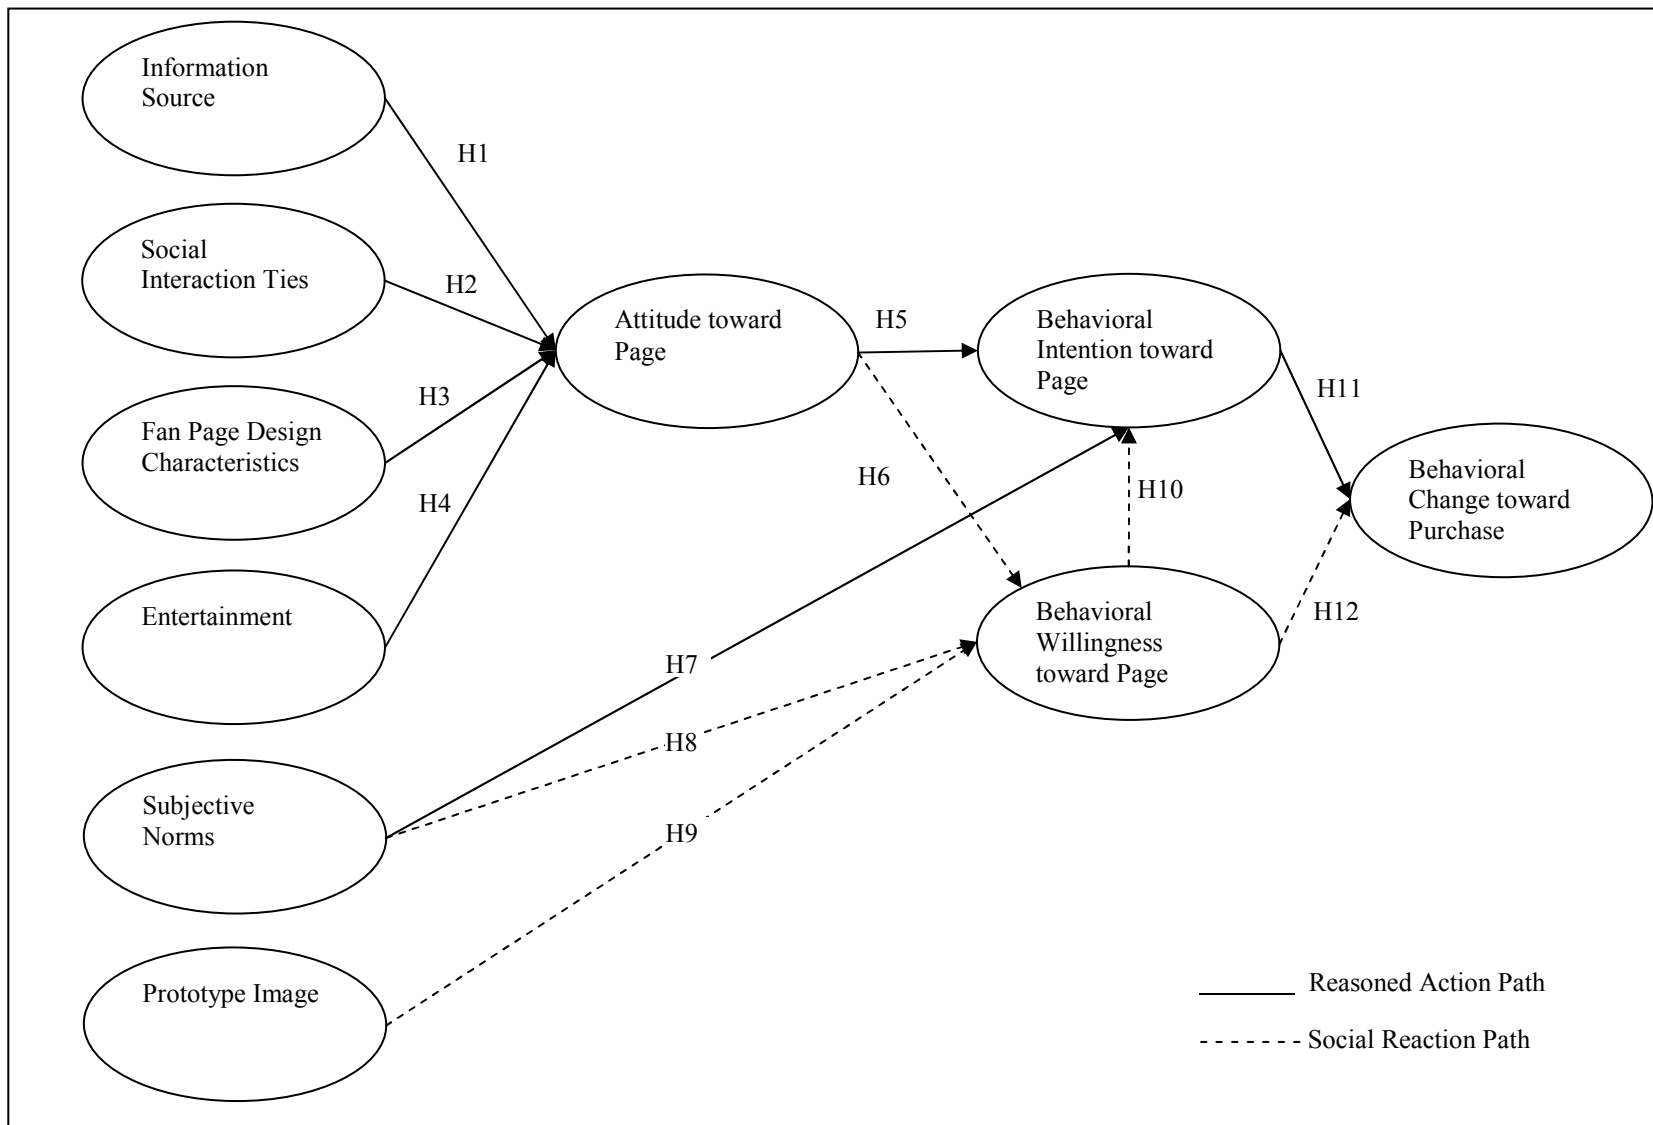 Information
Source
H1
Social
Interaction Ties
H2
Attitude toward
Page
H5
Behavioral
Intention toward
Page
H11
Fan Page Design
Characteristics
H3
H6
H10
Behavioral
Change toward
Purchase
H4
Entertainment
H7
Behavioral
Willingness
toward Page
H12
H8
Subjective
Norms
H9
Prototype Image
Reasoned Action Path
Social Reaction Path